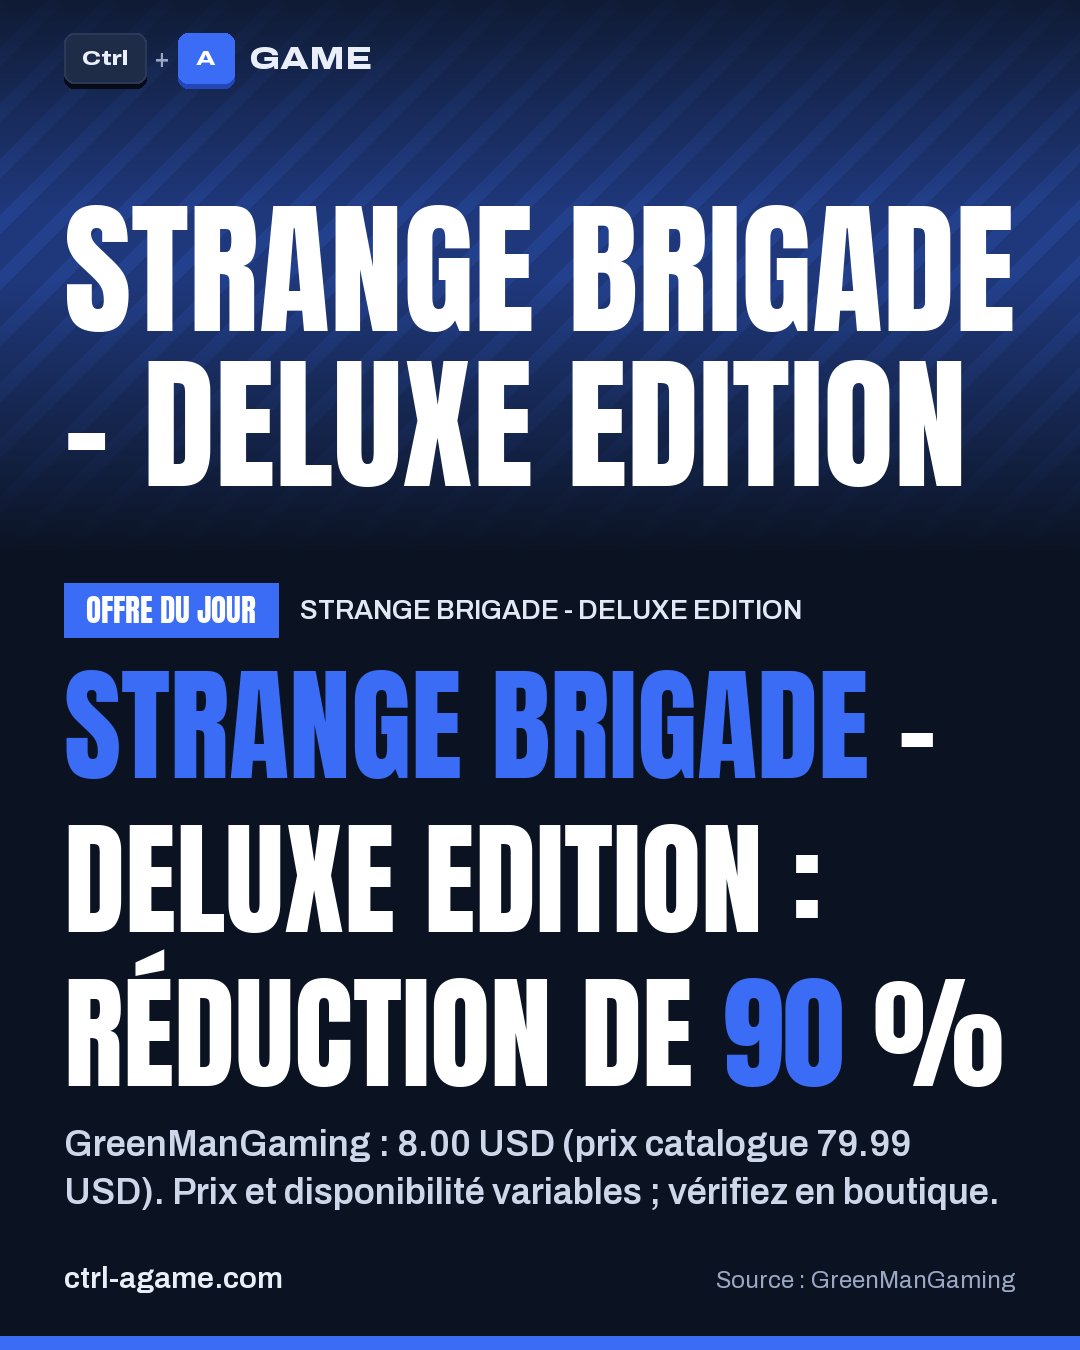 Ctrl + A GAME
STRANGE BRIGADE
- DELUXE EDITION
OFFRE DU JOUR STRANGE BRIGADE - DELUXE EDITION
STRANGE BRIGADE -
DELUXE EDITION :
RÉDUCTION DE 90 %
GreenManGaming : 8.00 USD (prix catalogue 79.99
USD). Prix et disponibilité variables ; vérifiez en boutique.
ctrl-agame.com Source : GreenManGaming